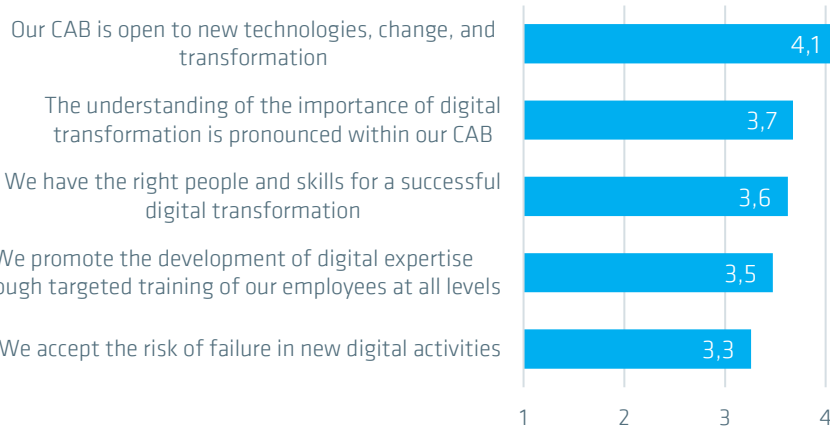 Our CAB is open to new technologies, change, and
transformation
4,1
The understanding of the importance of digital
transformation is pronounced within our CAB
3,7
We have the right people and skills for a successful
digital transformation
3,6
We promote the development of digital expertise
ough targeted training of our employees at all levels
3,5
We accept the risk of failure in new digital activities
3,3
1 2 3 4